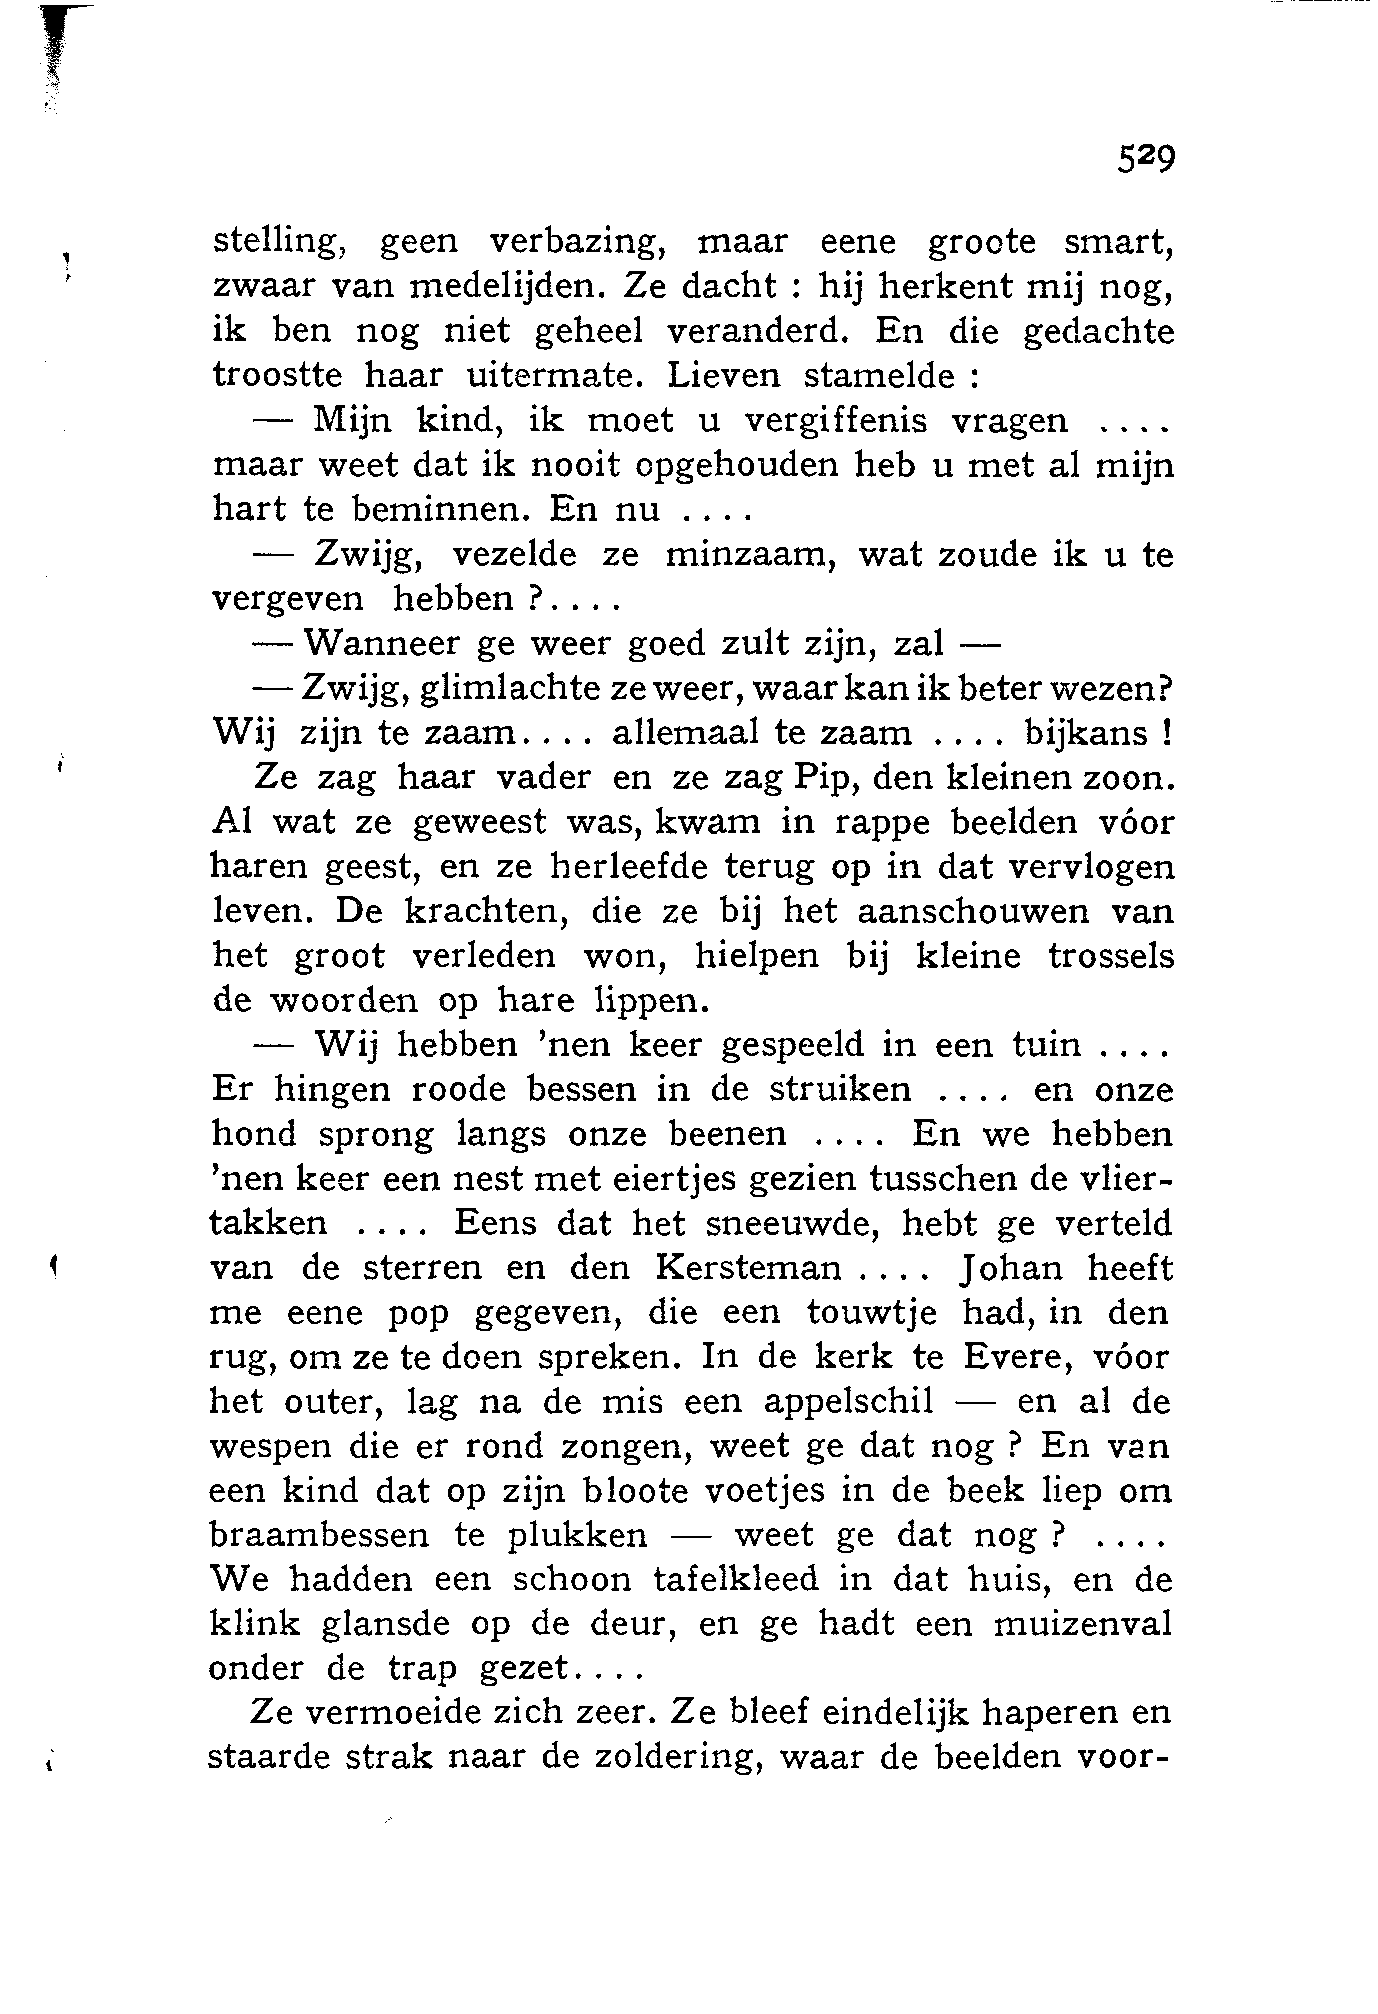 529
stelling, geen verbazing, maar eene groote smart,
zwaar van medelijden. Ze dacht : hij herkent mij nog,
ik ben nog niet geheel veranderd. En die gedachte
troostte haar uitermate. Lieven stamelde :
— Mijn kind, ik moet u vergiffenis vragen ....
maar weet dat ik nooit opgehouden heb u met al mijn
hart te beminnen. En nu ....
— Zwijg, vezelde ze minzaam, wat zoude ik u te
vergeven hebben ?....
— Wanneer ge weer goed zult zijn, zal —
— Zwijg, glimlachte ze weer, waar kan ik beter wezen?
Wij zijn te zaam.... allemaal te zaam .... bijkans !
Ze zag haar vader en ze zag Pip, den kleinen zoon.
Al wat ze geweest was, kwam in rappe beelden vóor
haren geest, en ze herleefde terug op in dat vervlogen
leven. De krachten, die ze bij het aanschouwen van
het groot verleden won, hielpen bij kleine trossels
de woorden op hare lippen.
— Wij hebben 'nen keer gespeeld in een tuin ....
Er hingen roode bessen in de struiken .... en onze
hond sprong langs onze beenen .... En we hebben
'nen keer een nest met eiertjes gezien tusschen de vlier-
takken .... Eens dat het sneeuwde, hebt ge verteld
van de sterren en den Kersteman .... Johan heeft
me eene pop gegeven, die een touwtje had, in den
rug, om ze te doen spreken. In de kerk te Evere, vóor
het outer, lag na de mis een appelschil — en al de
wespen die er rond zongen, weet ge dat nog ? En van
een kind dat op zijn bloote voetjes in de beek liep om
braambessen te plukken — weet ge dat nog ? ....
We hadden een schoon tafelkleed in dat huis, en de
klink glansde op de deur, en ge hadt een muizenval
onder de trap gezet....
Ze vermoeide zich zeer. Ze bleef eindelijk haperen en
staarde strak naar de zoldering, waar de beelden voor-